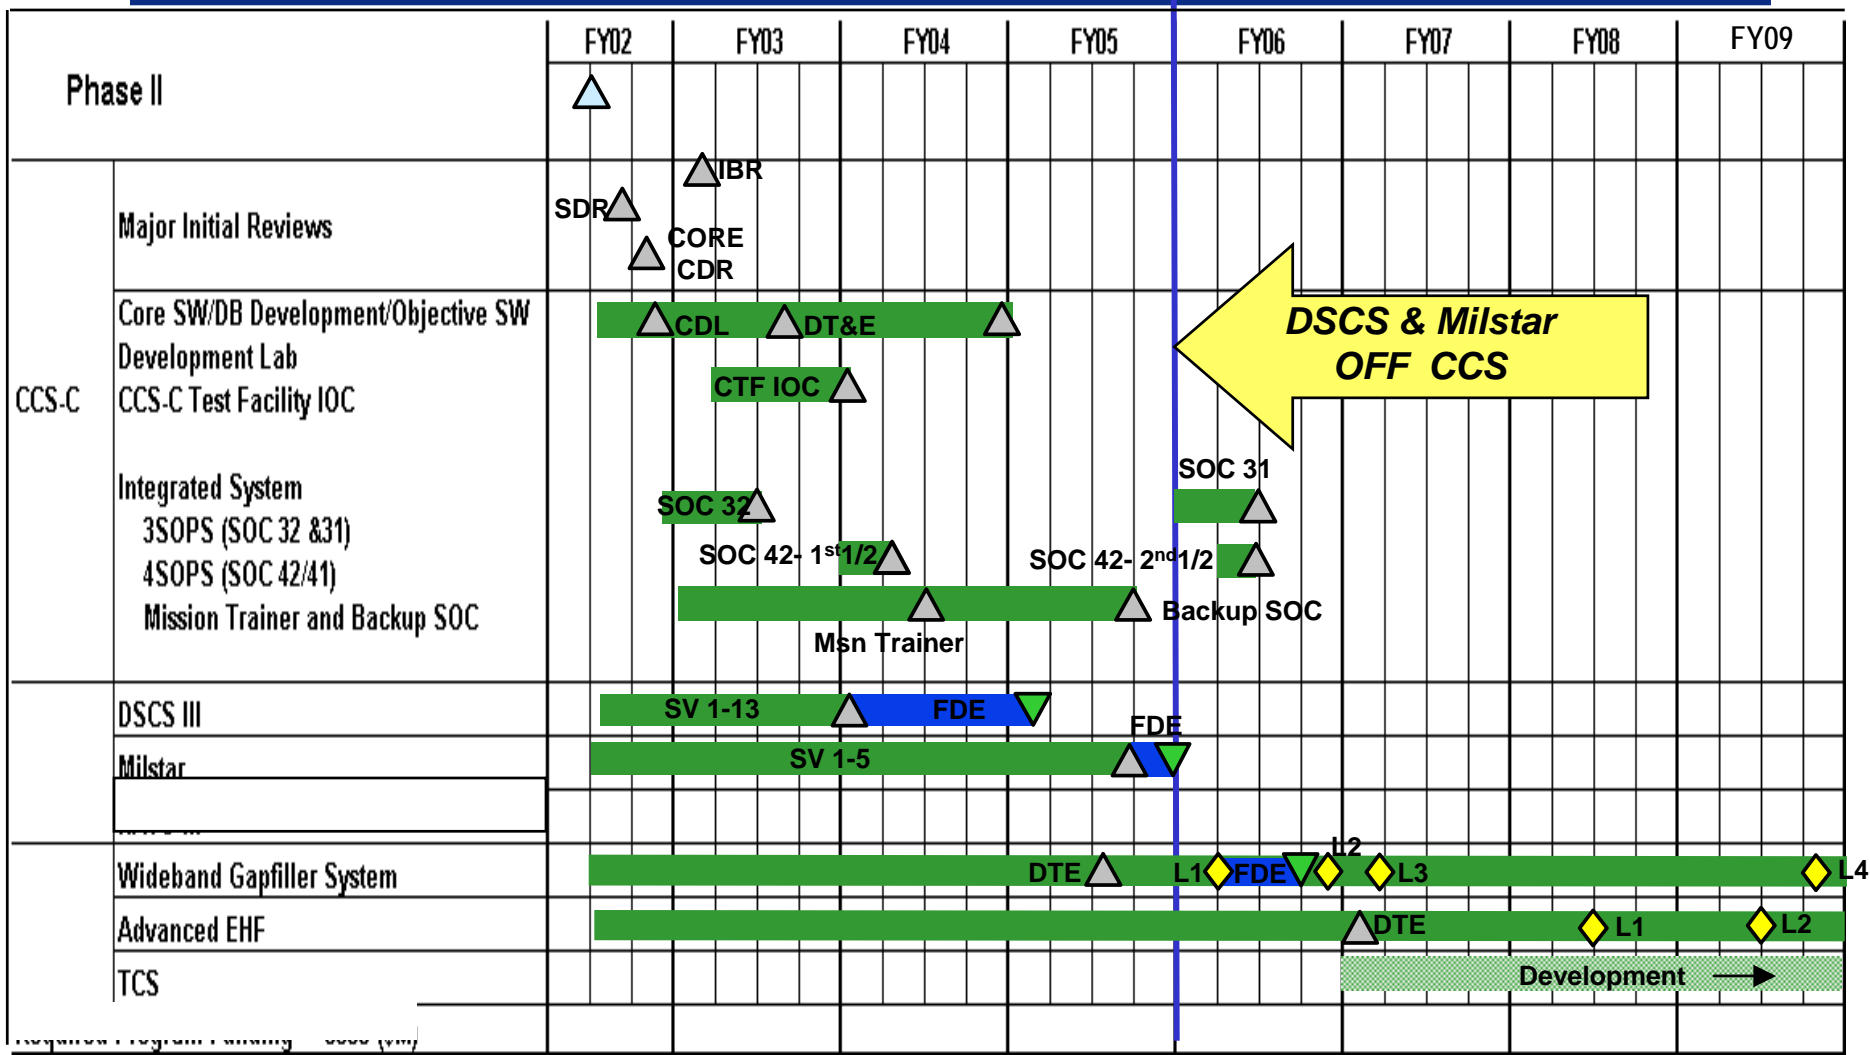 FY02 FY03 FY04 FY05 FY06 FY07 FY08 FY09
Phase II
IBR
SDR
Major Initial Reviews
CORE
CDR
Core SW/DB Development/Objective SW
CDL DT&E
DSCS & Milstar
OFF CCS
Development Lab
CCS-C
CCS-C Test Facility IOC
CTF IOC
SOC 31
Integrated System
SOC 32
3SOPS (SOC 32 &31)
SOC 42- 1st1/2
SOC 42- 2nd1/2
4SOPS (SOC 42/41)
Mission Trainer and Backup SOC
Backup SOC
Msn Trainer
DSCS III
SV 1-13 FDE
FDE
Milstar
SV 1-5
L2
Wideband Gapfiller System
DTE L1 FDE L3 L4
Advanced EHF
DTE L1 L2
TCS
Development